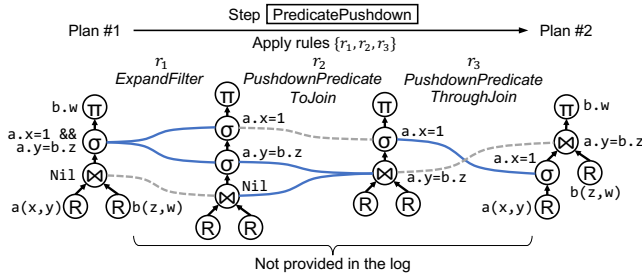 Step PredicatePushdown
Plan #1
Plan #2
Apply rules {r₁, r₂, r₃}
r₁
ExpandFilter
r₂
PushdownPredicate
ToJoin
r₃
PushdownPredicate
ThroughJoin
b.w
π
a.x=1 &&
a.y=b.z
σ
Nil
⋈
a(x,y)
R
R
b(z,w)
π
σ
a.x=1
σ
a.y=b.z
⋈
Nil
R
R
π
σ
a.x=1
⋈
a.y=b.z
R
R
b.w
π
a.y=b.z
⋈
a.x=1
σ
R
b(z,w)
a(x,y)
R
Not provided in the log